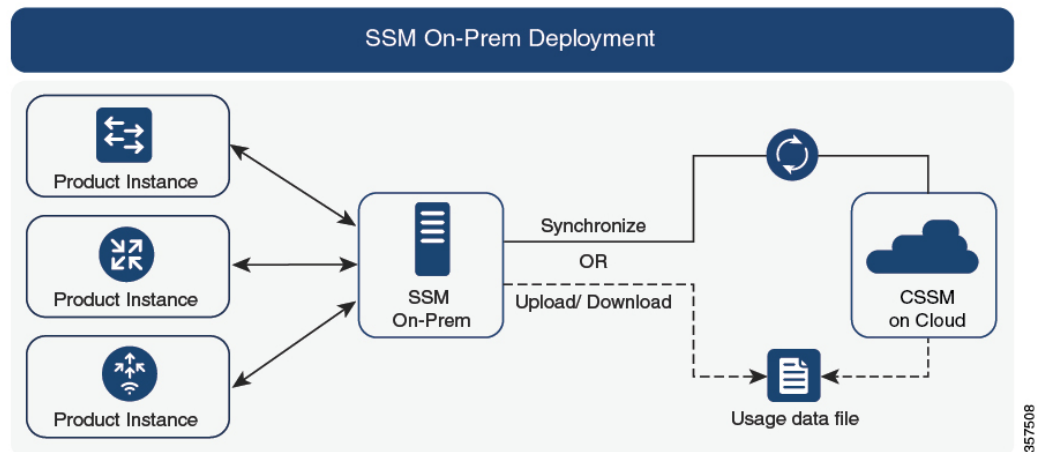 SSM On-Prem Deployment
Product Instance
Product Instance
Product Instance
SSM
On-Prem
Synchronize
OR
Upload/ Download
CSSM
on Cloud
Usage data file
357508